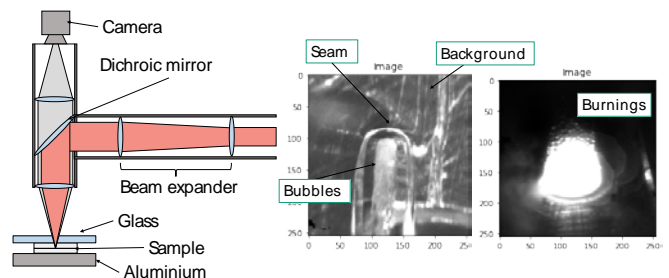 Camera
Dichroic mirror
Beam expander
Glass
Sample
Aluminium
Seam
Background
Image
Bubbles
0
50
100
150
200
250
0 50 100 150 200 250
Image
Burnings
0
50
100
150
200
250
0 50 100 150 200 250